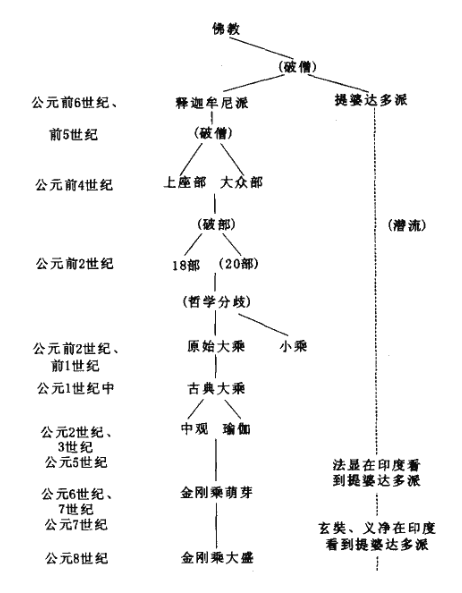 佛教
(破僧)
公元前6世纪、 释迦牟尼派 提婆达多派
前5世纪 (破僧)
公元前4世纪 上座部 大众部
(破部) (潜流)
公元前2世纪 18部 (20部)
(哲学分歧)
公元前2世纪、 原始大乘 小乘
前1世纪
公元1世纪中 古典大乘
公元2世纪、 中观 瑜伽
3世纪
公元5世纪 法显在印度看
到提婆达多派
公元6世纪、 金刚乘萌芽
7世纪
公元7世纪 玄奘、义净在印度
看到提婆达多派
公元8世纪 金刚乘大盛